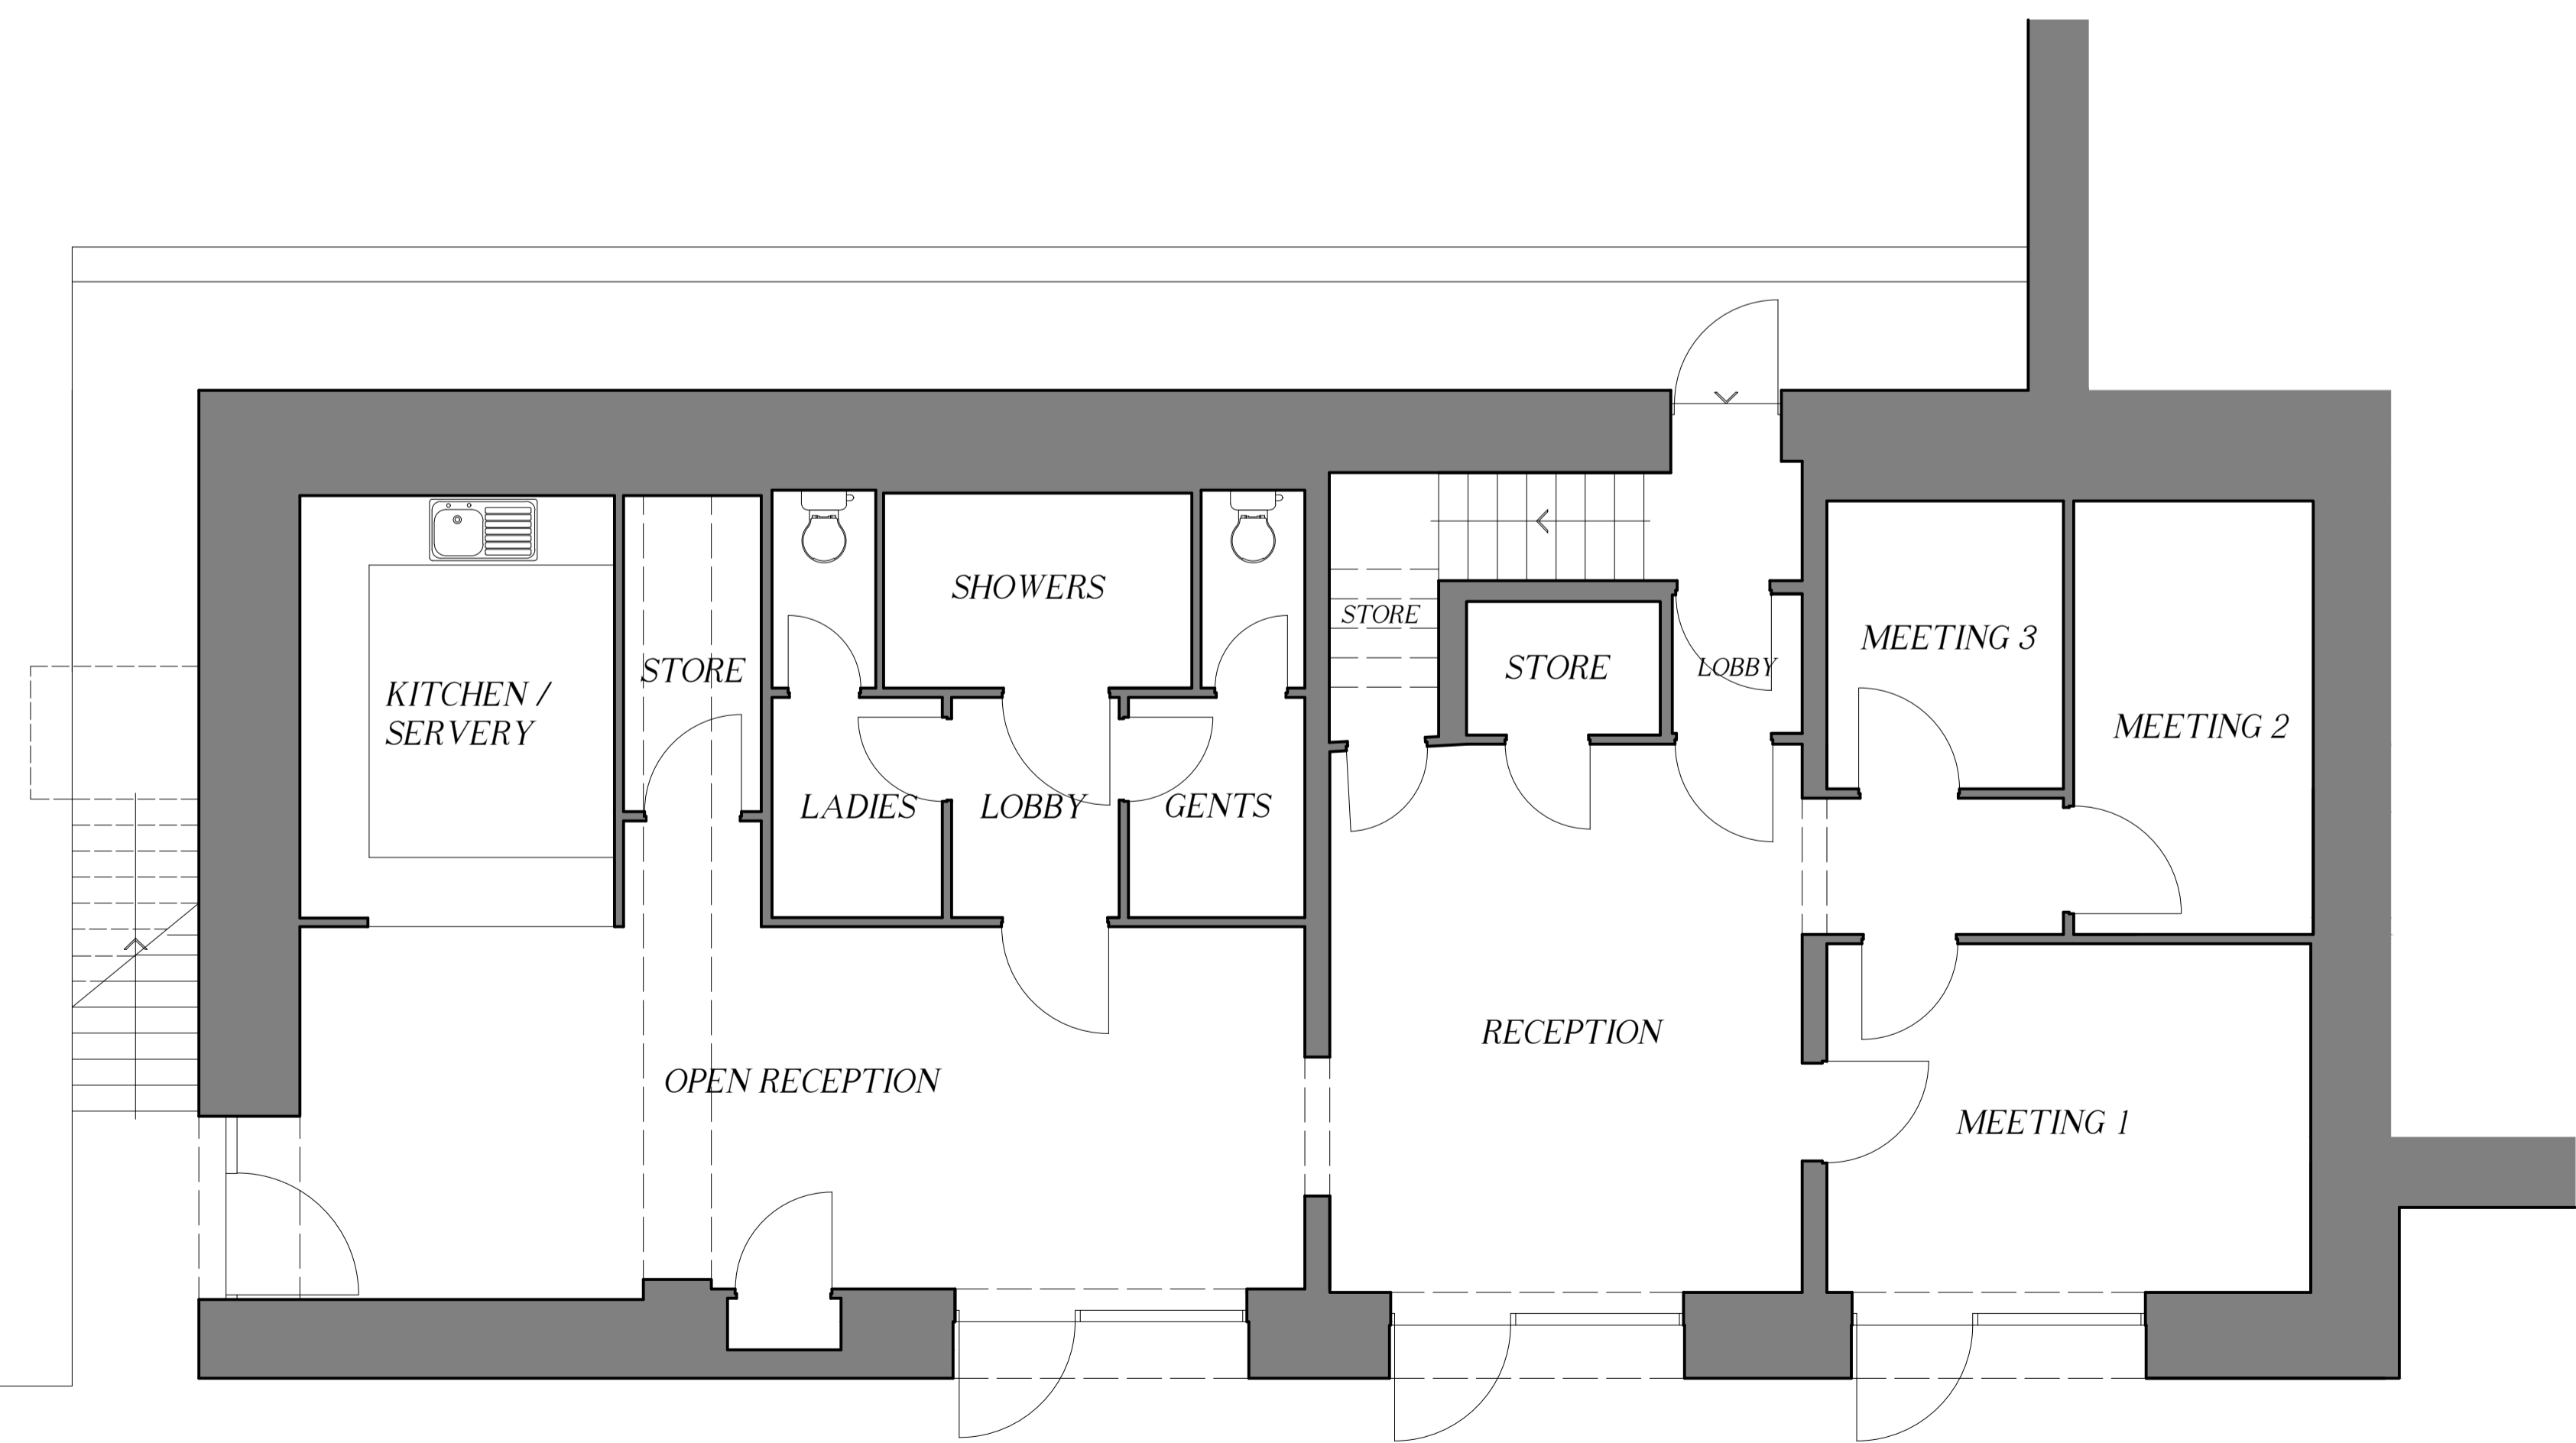 SHOWERS
STORE
MEETING 3
STORE
STORE
LOBBY
KITCHEN /
SERVERY
MEETING 2
LADIES
LOBBY
GENTS
RECEPTION
OPEN RECEPTION
MEETING 1